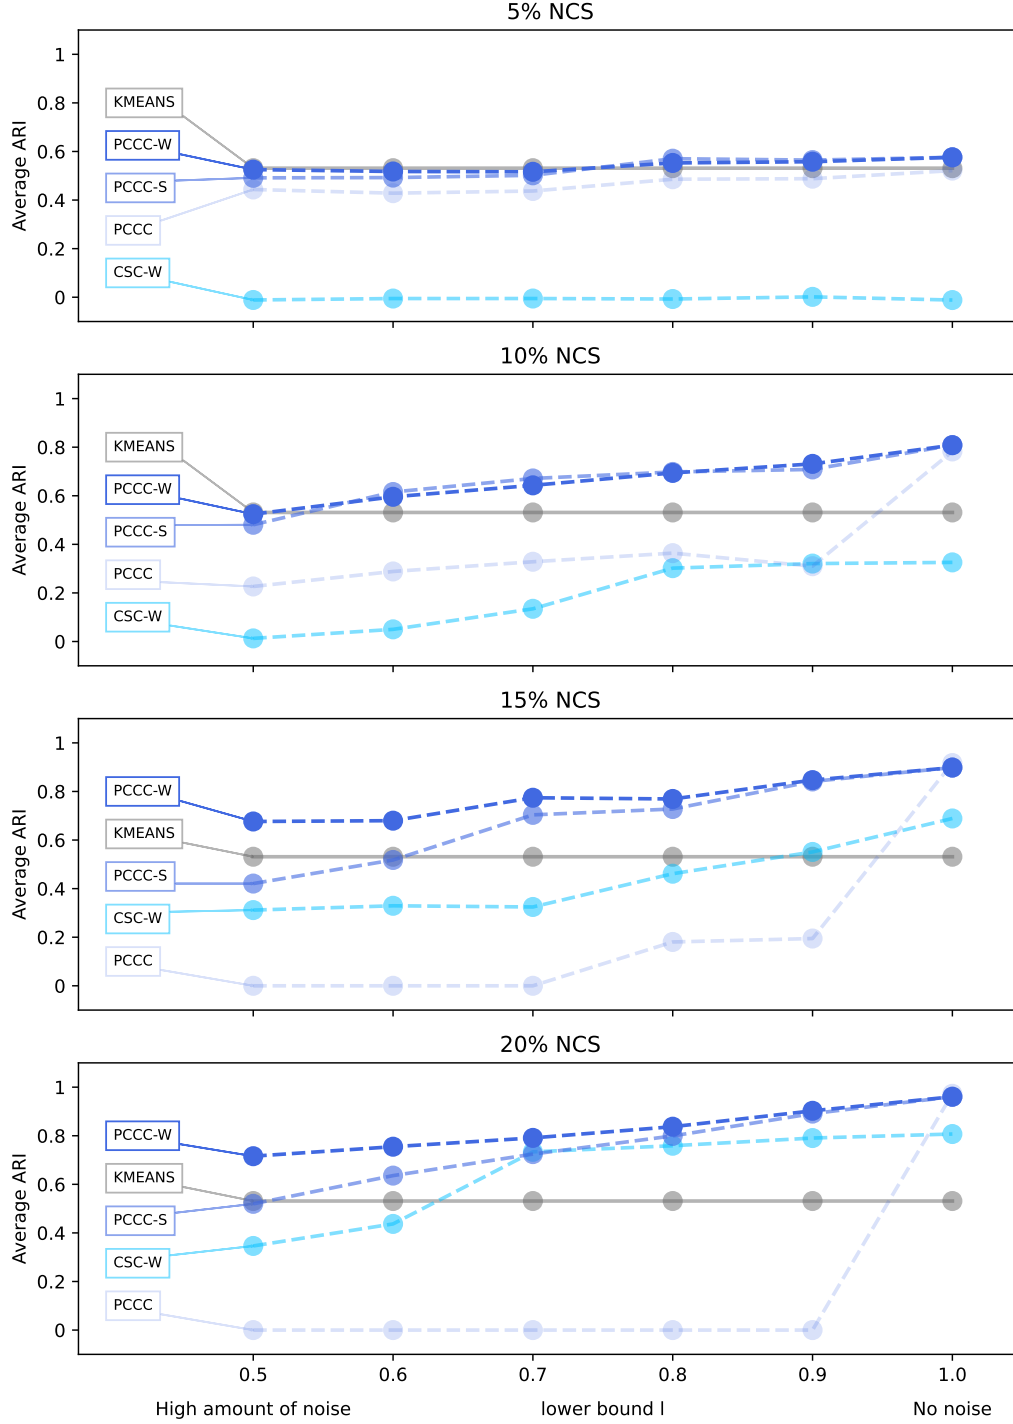 5% NCS
1
0.8
0.6
0.4
0.2
0
Average ARI
KMEANS
PCCC-W
PCCC-S
PCCC
CSC-W
10% NCS
1
0.8
0.6
0.4
0.2
0
Average ARI
KMEANS
PCCC-W
PCCC-S
PCCC
CSC-W
15% NCS
1
0.8
0.6
0.4
0.2
0
Average ARI
PCCC-W
KMEANS
PCCC-S
CSC-W
PCCC
20% NCS
1
0.8
0.6
0.4
0.2
0
Average ARI
PCCC-W
KMEANS
PCCC-S
CSC-W
PCCC
0.5 0.6 0.7 0.8 0.9 1.0
High amount of noise lower bound l No noise